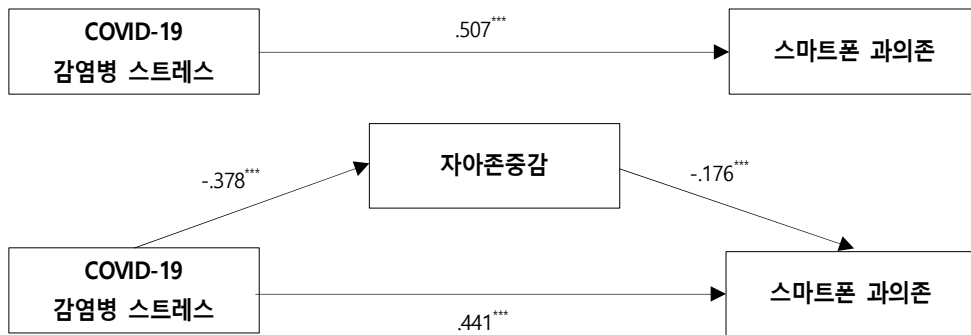 COVID-19
감염병 스트레스
.507***
스마트폰 과의존
자아존중감
-.378***
-.176***
COVID-19
감염병 스트레스
스마트폰 과의존
.441***